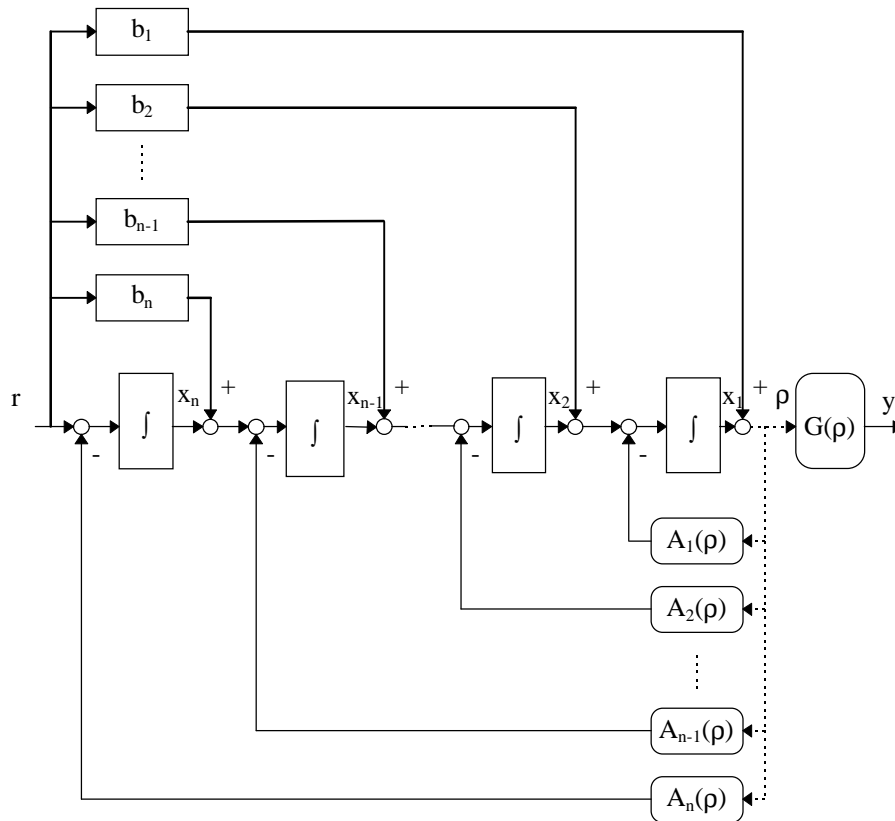 b₁
b₂
bₙ₋₁
bₙ
r xₙ + xₙ₋₁ + x₂ + x₁ + ρ y
∫ ∫ ∫ ∫ G(ρ)
- - - -
A₁(ρ)
A₂(ρ)
Aₙ₋₁(ρ)
Aₙ(ρ)